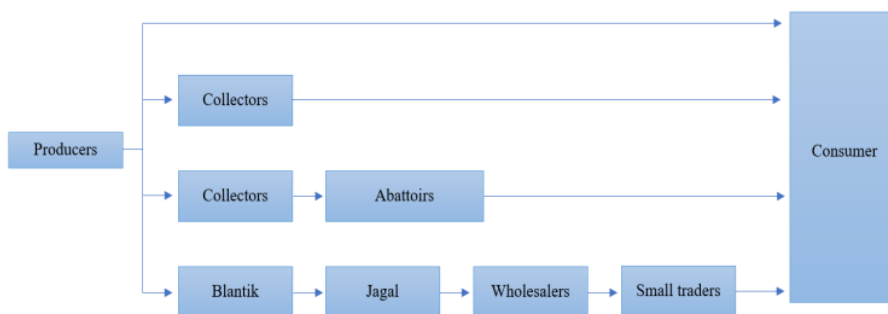 Collectors
Producers
Consumer
Collectors
Abattoirs
Blantik
Jagal
Wholesalers
Small traders